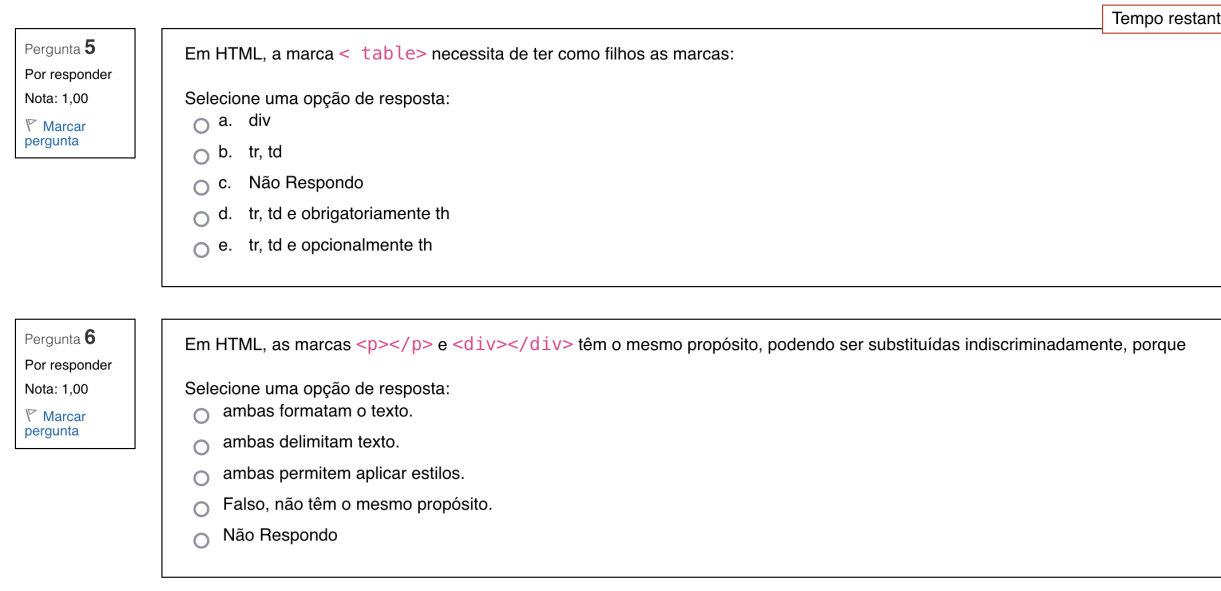 Tempo restant
Pergunta 5
Por responder
Nota: 1,00
Marcar
pergunta
Em HTML, a marca < table> necessita de ter como filhos as marcas:
Selecione uma opção de resposta:
a. div
b. tr, td
c. Não Respondo
d. tr, td e obrigatoriamente th
e. tr, td e opcionalmente th
Pergunta 6
Por responder
Nota: 1,00
Marcar
pergunta
Em HTML, as marcas <p></p> e <div></div> têm o mesmo propósito, podendo ser substituídas indiscriminadamente, porque
Selecione uma opção de resposta:
ambas formatam o texto.
ambas delimitam texto.
ambas permitem aplicar estilos.
Falso, não têm o mesmo propósito.
Não Respondo